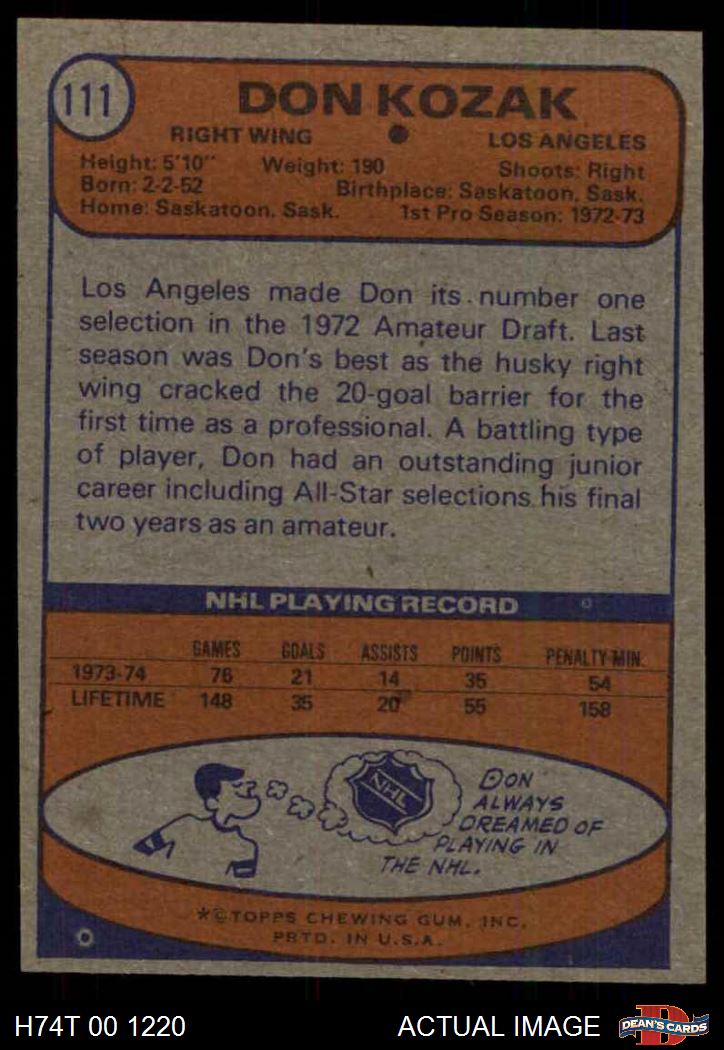 111
DON KOZAK
RIGHT WING
LOS ANGELES
Height: 5'10" Weight: 190 Shoots: Right
Born: 2-2-52 Birthplace: Saskatoon, Sask.
Home: Saskatoon, Sask. 1st Pro Season: 1972-73
Los Angeles made Don its number one
selection in the 1972 Amateur Draft. Last
season was Don's best as the husky right
wing cracked the 20-goal barrier for the
first time as a professional. A battling type
of player, Don had an outstanding junior
career including All-Star selections his final
two years as an amateur.
NHL PLAYING RECORD
GAMES GOALS ASSISTS POINTS PENALTY MIN.
1973-74 76 21 14 35 54
LIFETIME 148 35 20 55 158
NHL
DON
ALWAYS
DREAMED OF
PLAYING IN
THE NHL.
*©TOPPS CHEWING GUM, INC.
PRTD. IN U.S.A.
H74T 00 1220 ACTUAL IMAGE
D
DEAN'S CARDS